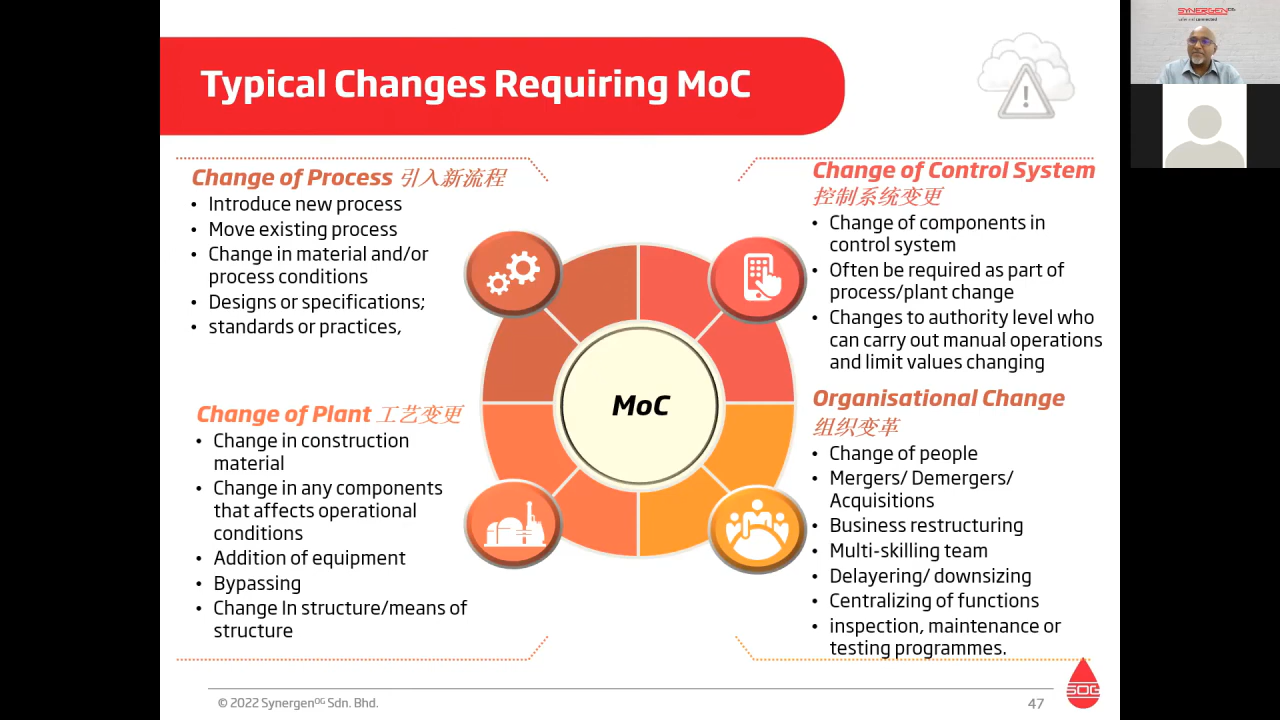 Typical Changes Requiring MoC
Change of Process 引入新流程
• Introduce new process
• Move existing process
• Change in material and/or
process conditions
• Designs or specifications;
• standards or practices,
Change of Plant 工艺变更
• Change in construction
material
• Change in any components
that affects operational
conditions
• Addition of equipment
• Bypassing
• Change In structure/means of
structure
MoC
Change of Control System
控制系统变更
• Change of components in
control system
• Often be required as part of
process/plant change
• Changes to authority level who
can carry out manual operations
and limit values changing
Organisational Change
组织变革
• Change of people
• Mergers/ Demergers/
Acquisitions
• Business restructuring
• Multi-skilling team
• Delayering/ downsizing
• Centralizing of functions
• inspection, maintenance or
testing programmes.
© 2022 Synergenᴼᴳ Sdn. Bhd.
47
SOG
SYNERGENᴼᴳ
safer and connected